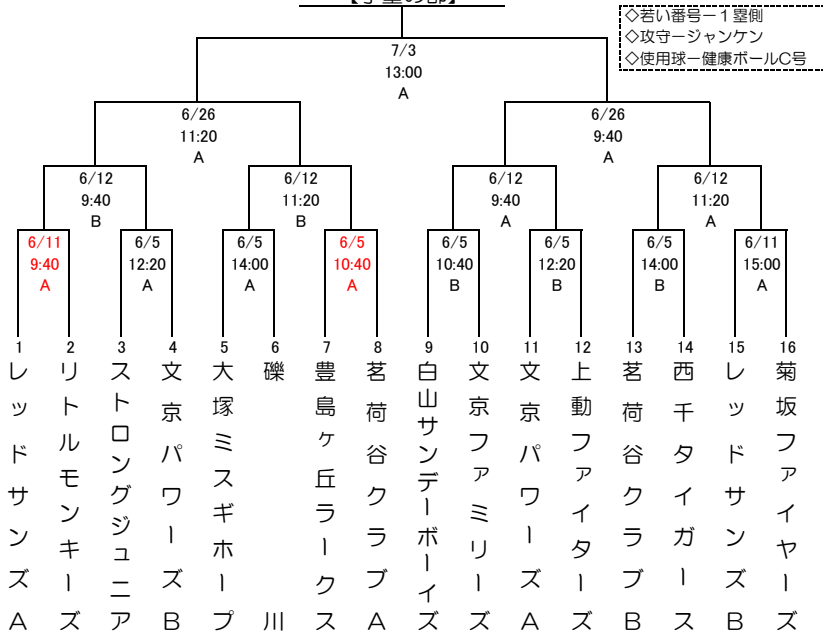 【学童の部】
◇若い番号ー１塁側
◇攻守ージャンケン
◇使用球ー健康ボールC号
7/3
13:00
A
6/26
11:20
A
6/26
9:40
A
6/12
9:40
B
6/12
11:20
B
6/12
9:40
A
6/12
11:20
A
6/11
9:40
A
6/5
12:20
A
6/5
14:00
A
6/5
10:40
A
6/5
10:40
B
6/5
12:20
B
6/5
14:00
B
6/11
15:00
A
1
レッドサンズA
2
リトルモンキーズ
3
ストロングジュニア
4
文京パワーズB
5
大塚ミスギホープ
6
礫川
7
豊島ヶ丘ラークス
8
茗荷谷クラブA
9
白山サンデーボーイズ
10
文京ファミリーズ
11
文京パワーズA
12
上動ファイターズ
13
茗荷谷クラブB
14
西千タイガース
15
レッドサンズB
16
菊坂ファイヤーズ